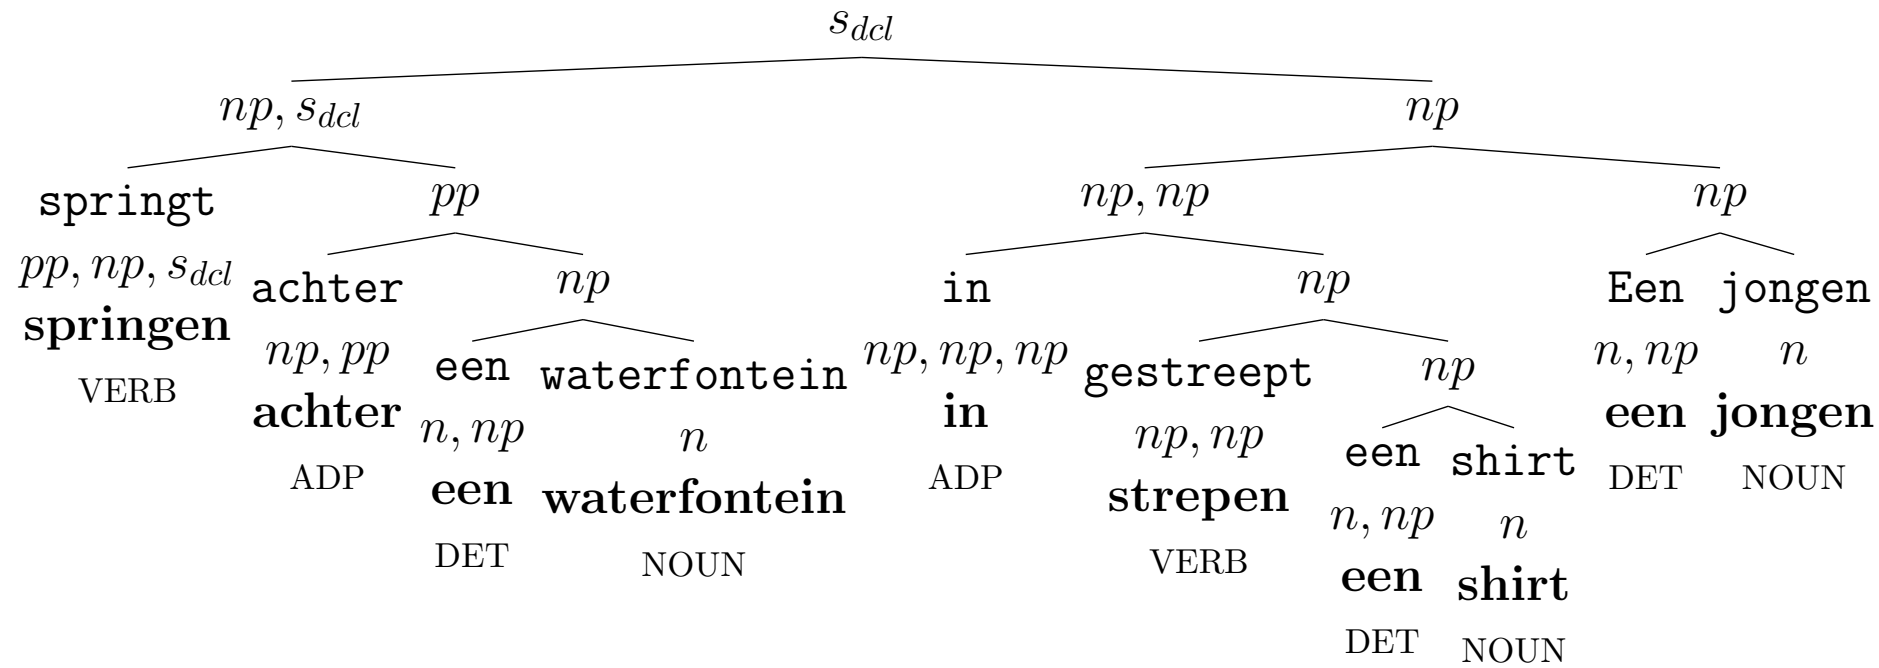 s_dcl
np, s_dcl
np
springt
pp, np, s_dcl
springen
VERB
pp
achter
np, pp
achter
ADP
np
een
n, np
een
DET
waterfontein
n
waterfontein
NOUN
np, np
in
np, np, np
in
ADP
np
gestreept
np, np
strepen
VERB
np
een
n, np
een
DET
shirt
n
shirt
NOUN
np
Een
n, np
een
DET
jongen
n
jongen
NOUN